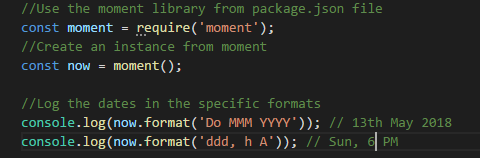 //Use the moment library from package.json file
const moment = require('moment');
//Create an instance from moment
const now = moment();
//Log the dates in the specific formats
console.log(now.format('Do MMM YYYY')); // 13th May 2018
console.log(now.format('ddd, h A')); // Sun, 6 PM